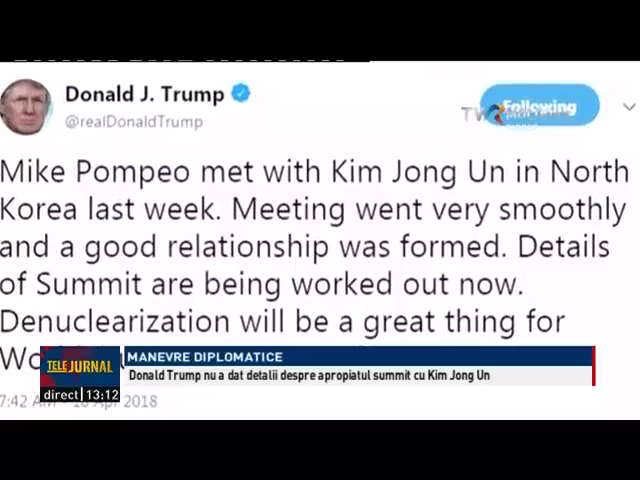 Donald J. Trump
@realDonaldTrump
Following
Mike Pompeo met with Kim Jong Un in North
Korea last week. Meeting went very smoothly
and a good relationship was formed. Details
of Summit are being worked out now.
Denuclearization will be a great thing for
TELE JURNAL
MANEVRE DIPLOMATICE
Donald Trump nu a dat detalii despre apropiatul summit cu Kim Jong Un
direct 13:12
7:42 Apr 2018